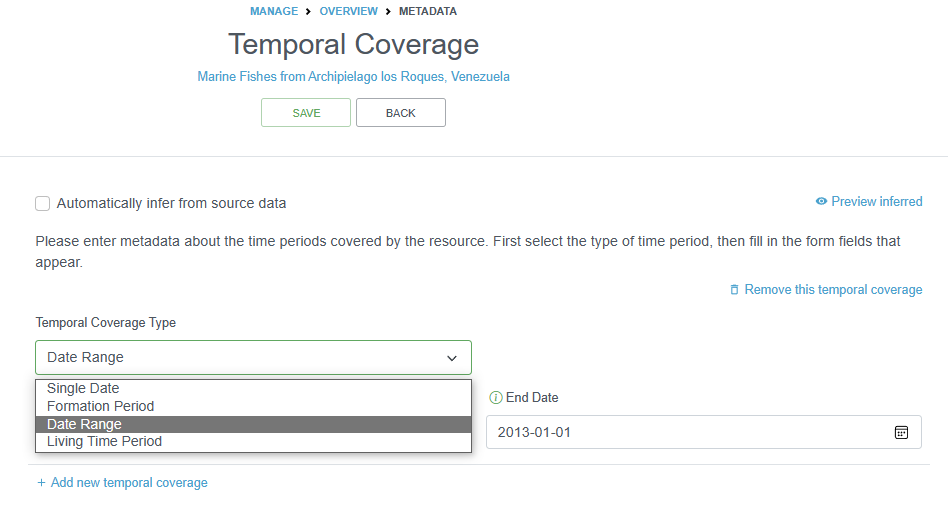 MANAGE > OVERVIEW > METADATA
Temporal Coverage
Marine Fishes from Archipielago los Roques, Venezuela
SAVE BACK
Automatically infer from source data Preview inferred
Please enter metadata about the time periods covered by the resource. First select the type of time period, then fill in the form fields that
appear.
Remove this temporal coverage
Temporal Coverage Type
Date Range
Single Date
Formation Period
Date Range
Living Time Period
End Date
2013-01-01
+ Add new temporal coverage